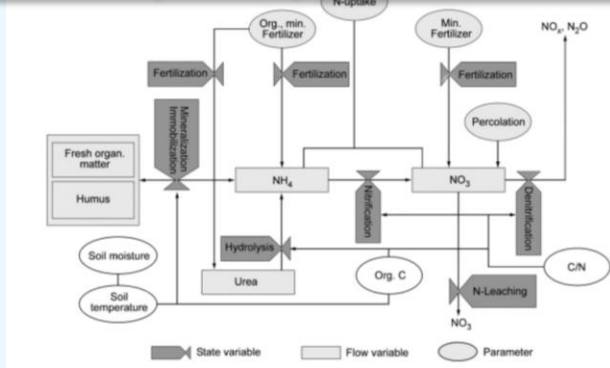 N-uptake
Org., min.
Fertilizer
Min.
Fertilizer
NOₓ, N₂O
Fertilization
Fertilization
Fertilization
Mineralization
Immobilization
Percolation
Fresh organ.
matter
Humus
NH₄
Nitrification
NO₃
Denitrification
Soil moisture
Hydrolysis
Urea
Org. C
C/N
Soil
temperature
N-Leaching
NO₃
State variable
Flow variable
Parameter